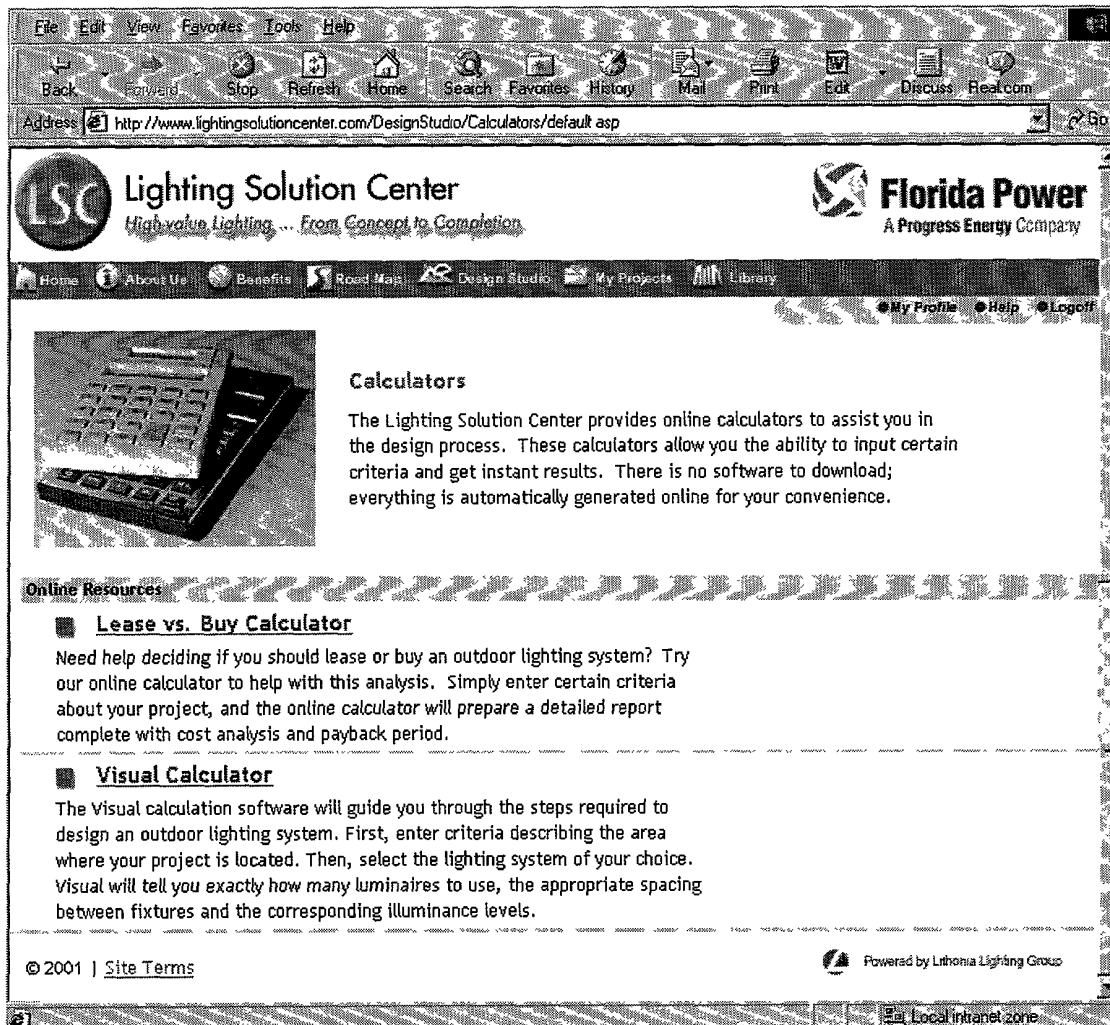 File Edit View Favorites Tools Help
Back Forward Stop Refresh Home Search Favorites History Mail Print Edit Discuss Real.com
Address http://www.lightingsolutioncenter.com/DesignStudio/Calculators/default asp Go
LSC
Lighting Solution Center
High-value Lighting ... From Concept to Completion
Florida Power
A Progress Energy Company
Home About Us Benefits Road Map Design Studio My Projects Library
My Profile Help Logoff
Calculators
The Lighting Solution Center provides online calculators to assist you in
the design process. These calculators allow you the ability to input certain
criteria and get instant results. There is no software to download;
everything is automatically generated online for your convenience.
Online Resources
Lease vs. Buy Calculator
Need help deciding if you should lease or buy an outdoor lighting system? Try
our online calculator to help with this analysis. Simply enter certain criteria
about your project, and the online calculator will prepare a detailed report
complete with cost analysis and payback period.
Visual Calculator
The Visual calculation software will guide you through the steps required to
design an outdoor lighting system. First, enter criteria describing the area
where your project is located. Then, select the lighting system of your choice.
Visual will tell you exactly how many luminaires to use, the appropriate spacing
between fixtures and the corresponding illuminance levels.
© 2001 | Site Terms
Powered by Lithonia Lighting Group
Local intranet zone